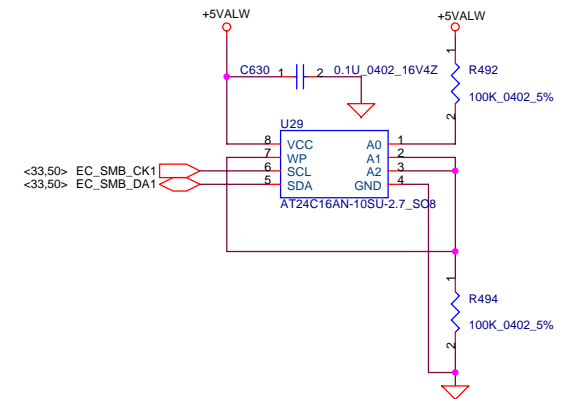 +5VALW
+5VALW
C630 1 2 0.1U_0402_16V4Z
1
R492
100K_0402_5%
2
U29
8 VCC A0 1
7 WP A1 2
<33,50> EC_SMB_CK1 6 SCL A2 3
<33,50> EC_SMB_DA1 5 SDA GND 4
AT24C16AN-10SU-2.7_SO8
1
R494
100K_0402_5%
2